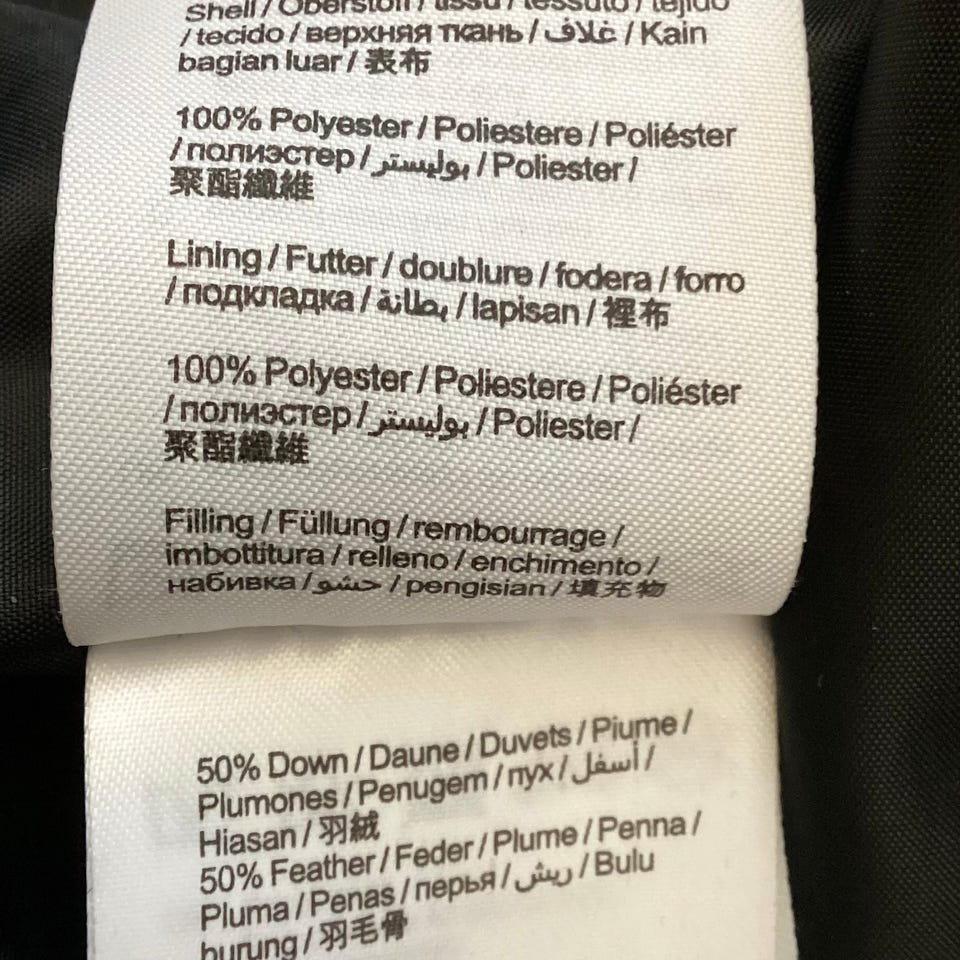 Shell / Oberstoff / tissu / tessuto / tejido
/ tecido / верхняя ткань / غلاف / Kain
bagian luar / 表布
100% Polyester / Poliestere / Poliéster
/ полиэстер / بوليستر / Poliester /
聚酯纖維
Lining / Futter / doublure / fodera / forro
/ подкладка / بطانة / lapisan / 裡布
100% Polyester / Poliestere / Poliéster
/ полиэстер / بوليستر / Poliester /
聚酯纖維
Filling / Füllung / rembourrage /
imbottitura / relleno / enchimento /
набивка / حشو / pengisian / 填充物
50% Down / Daune / Duvets / Piume /
Plumones / Penugem / пух / أسفل /
Hiasan / 羽絨
50% Feather / Feder / Plume / Penna /
Pluma / Penas / перья / ريش / Bulu
burung / 羽毛骨